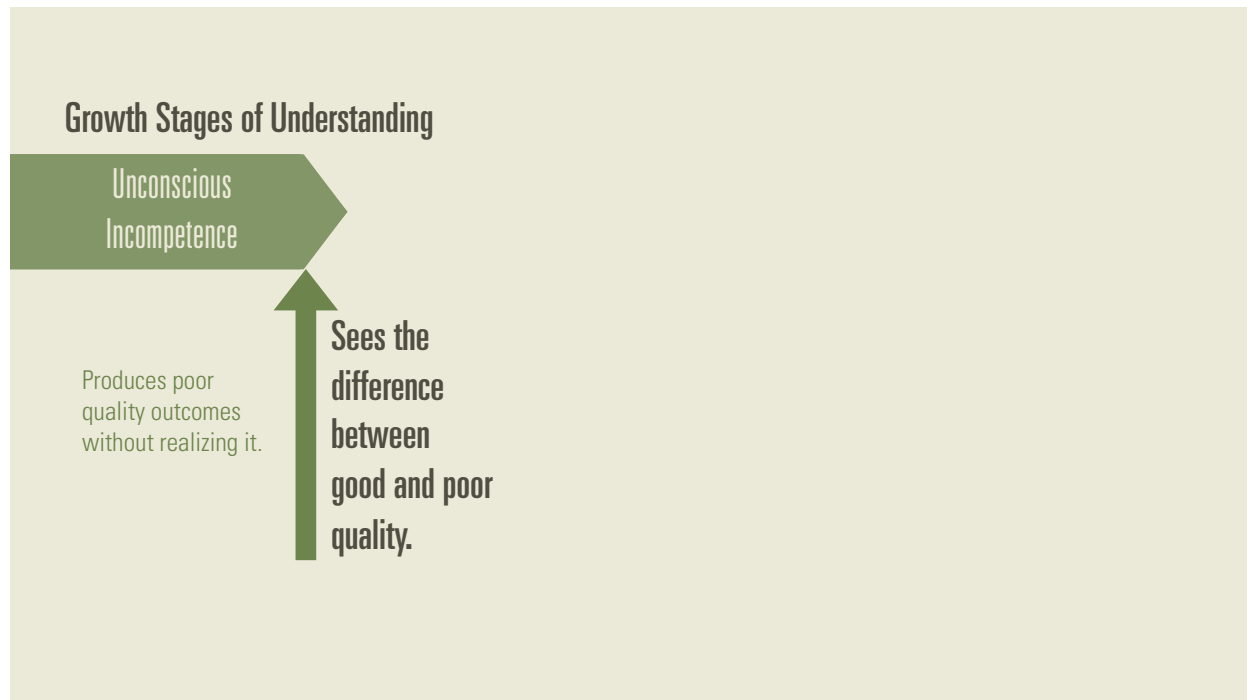 Growth Stages of Understanding
Unconscious
Incompetence
Produces poor
quality outcomes
without realizing it.
Sees the
difference
between
good and poor
quality.